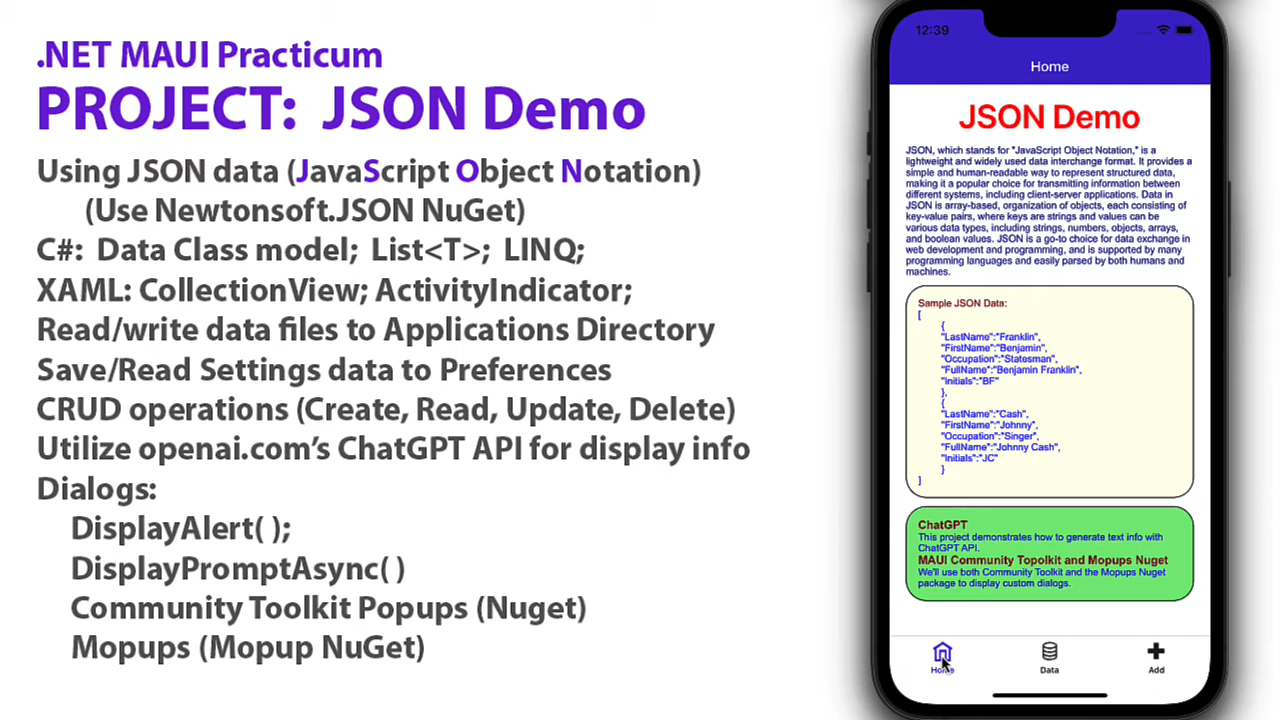 .NET MAUI Practicum
PROJECT: JSON Demo
Using JSON data (JavaScript Object Notation)
(Use Newtonsoft.JSON NuGet)
C#: Data Class model; List<T>; LINQ;
XAML: CollectionView; ActivityIndicator;
Read/write data files to Applications Directory
Save/Read Settings data to Preferences
CRUD operations (Create, Read, Update, Delete)
Utilize openai.com’s ChatGPT API for display info
Dialogs:
DisplayAlert( );
DisplayPromptAsync( )
Community Toolkit Popups (Nuget)
Mopups (Mopup NuGet)
12:39
Home
JSON Demo
JSON, which stands for "JavaScript Object Notation," is a
lightweight and widely used data interchange format. It provides a
simple and human-readable way to represent structured data,
making it a popular choice for transmitting information between
different systems, including client-server applications. Data in
JSON is array-based, organization of objects, each consisting of
key-value pairs, where keys are strings and values can be
various data types, including strings, numbers, objects, arrays,
and boolean values. JSON is a go-to choice for data exchange in
web development and programming, and is supported by many
programming languages and easily parsed by both humans and
machines.
Sample JSON Data:
[
{
"LastName":"Franklin",
"FirstName":"Benjamin",
"Occupation":"Statesman",
"FullName":"Benjamin Franklin",
"Initials":"BF"
},
{
"LastName":"Cash",
"FirstName":"Johnny",
"Occupation":"Singer",
"FullName":"Johnny Cash",
"Initials":"JC"
}
]
ChatGPT
This project demonstrates how to generate text info with
ChatGPT API.
MAUI Community Topolkit and Mopups Nuget
We'll use both Community Toolkit and the Mopups Nuget
package to display custom dialogs.
Home
Data
Add